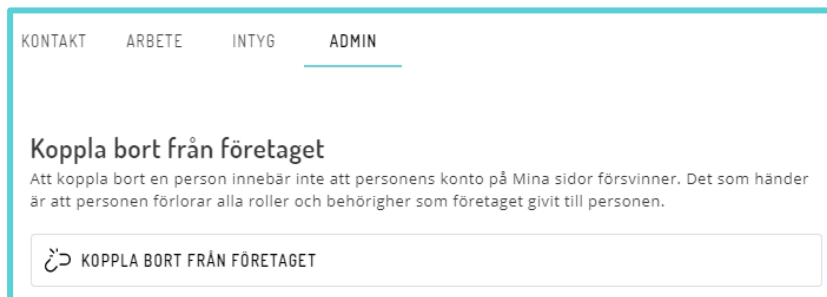 KONTAKT ARBETE INTYG ADMIN
Koppla bort från företaget
Att koppla bort en person innebär inte att personens konto på Mina sidor försvinner. Det som händer
är att personen förlorar alla roller och behörigher som företaget givit till personen.
KOPPLA BORT FRÅN FÖRETAGET